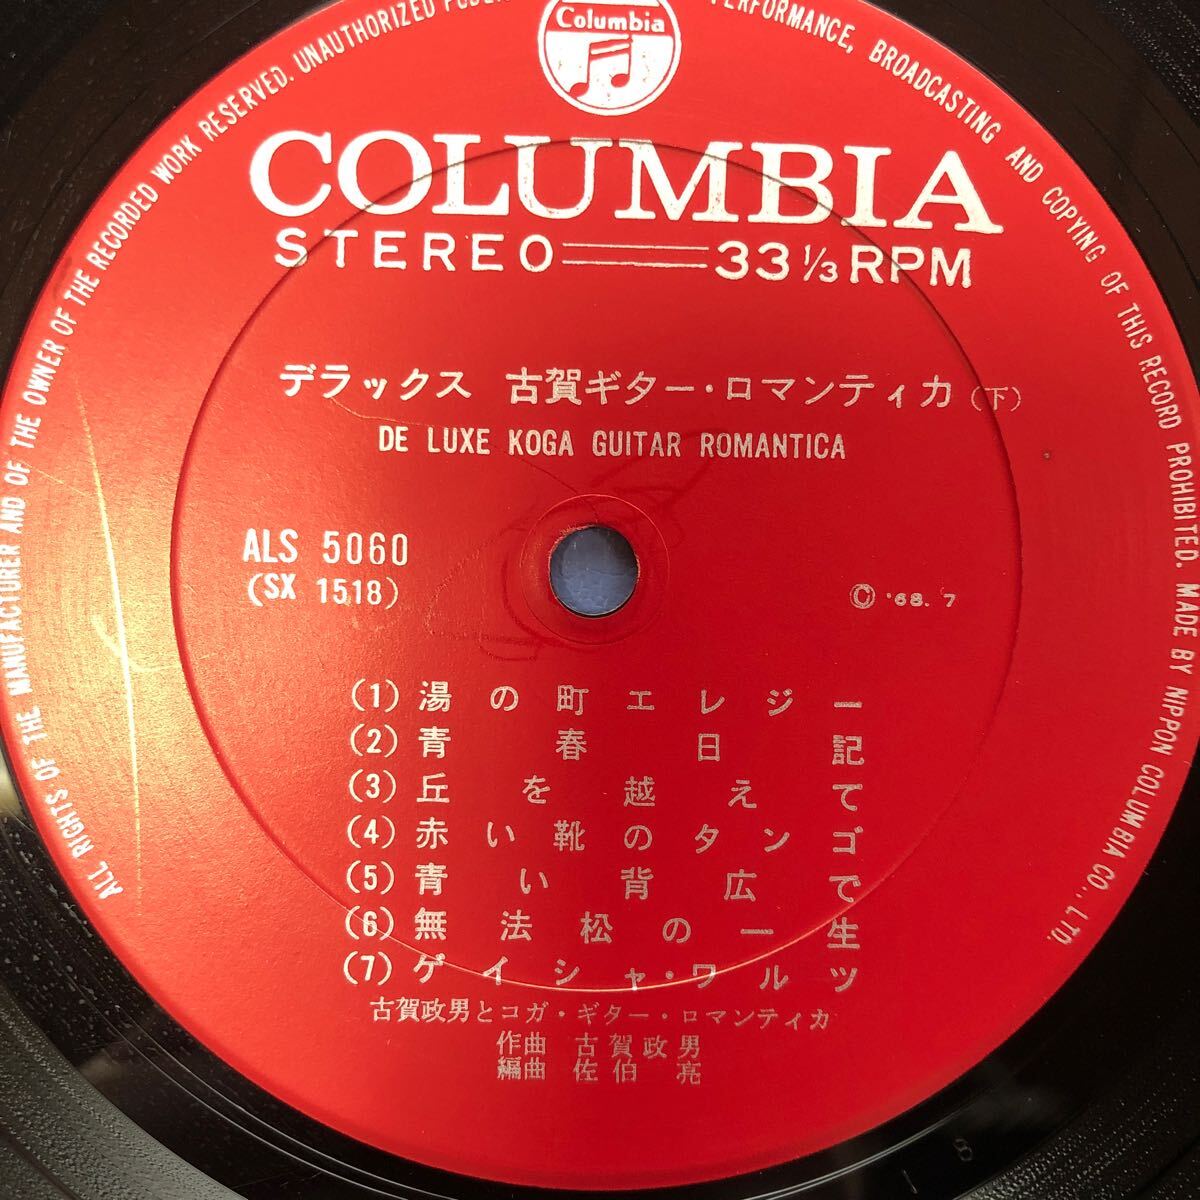 Columbia
ALL RIGHTS OF THE MANUFACTURER AND OF THE OWNER OF THE RECORDED WORK RESERVED. UNAUTHORIZED PERFORMANCE, BROADCASTING AND COPYING OF THIS RECORD PROHIBITED. MADE BY NIPPON COLUMBIA CO., LTD.
COLUMBIA
STEREO 33 1/3 RPM
デラックス 古賀ギター・ロマンティカ(下)
DE LUXE KOGA GUITAR ROMANTICA
ALS 5060
(SX 1518)
Ⓒ '68. 7
(1) 湯の町エレジー
(2) 青春日記
(3) 丘を越えて
(4) 赤い靴のタンゴ
(5) 青い背広で
(6) 無法松の一生
(7) ゲイシャ・ワルツ
古賀政男とコガ・ギター・ロマンティカ
作曲 古賀政男
編曲 佐伯亮
8